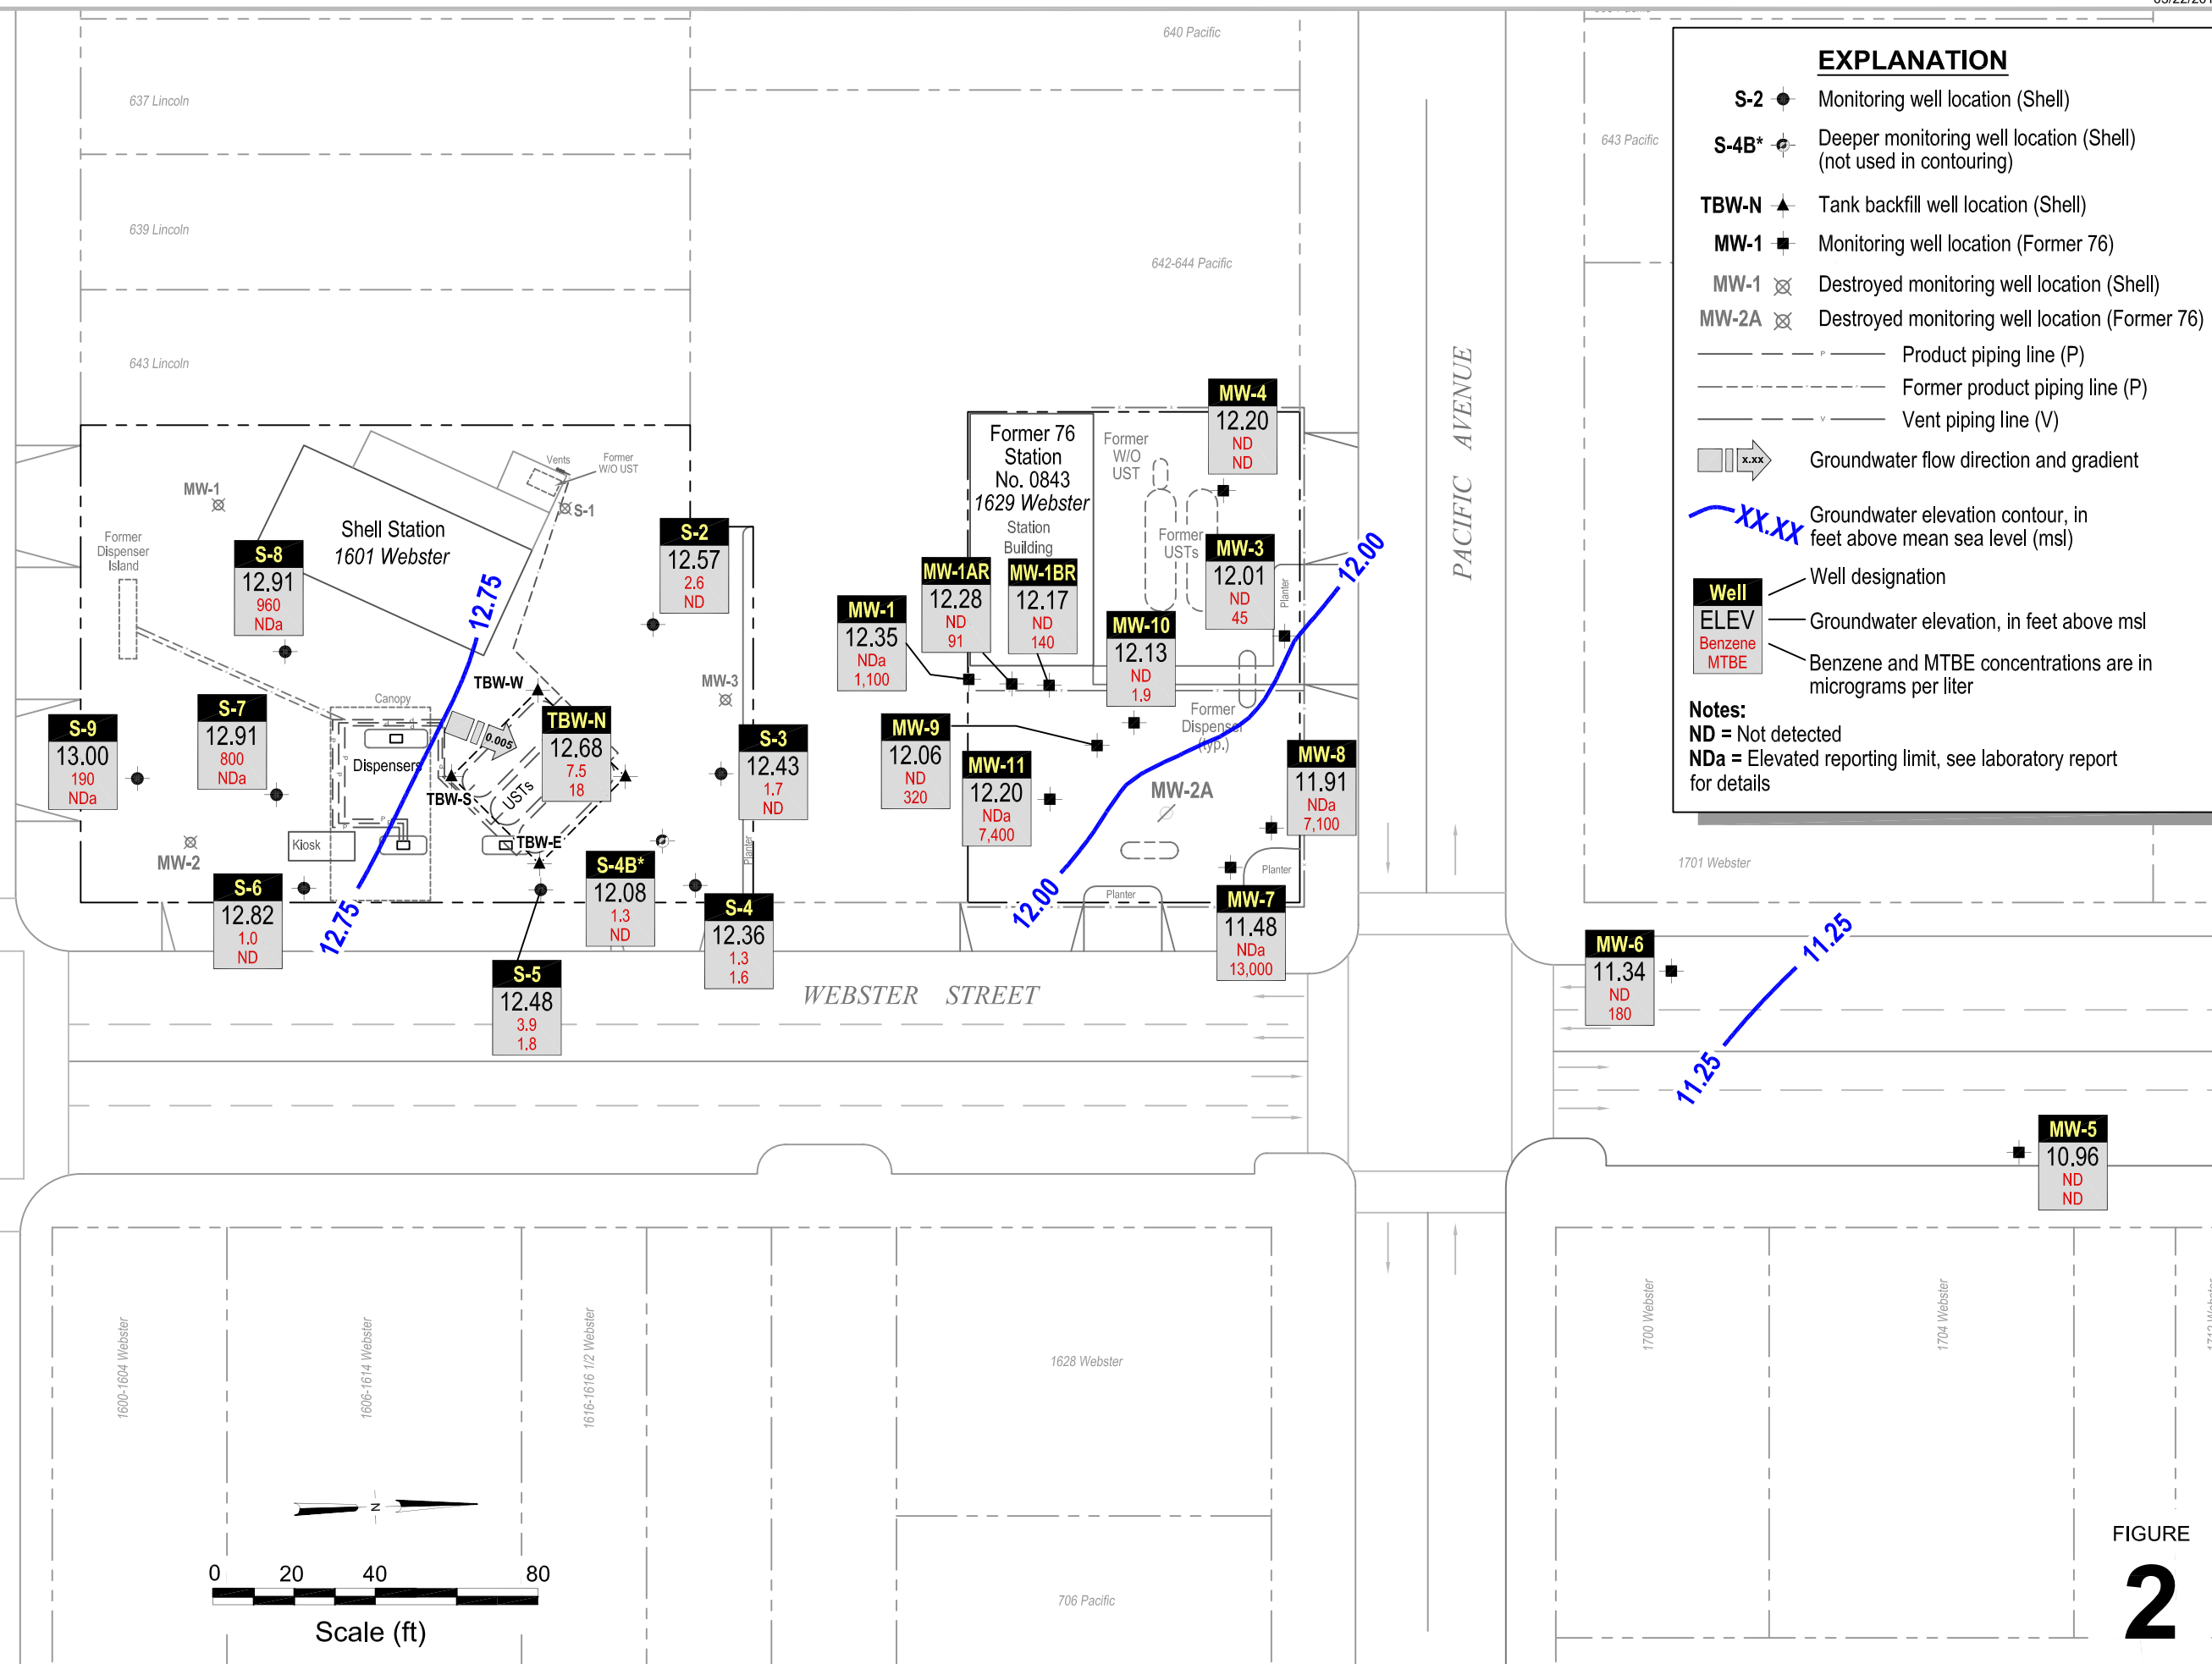 640 Pacific
637 Lincoln
639 Lincoln
643 Lincoln
642-644 Pacific
643 Pacific
EXPLANATION
S-2 Monitoring well location (Shell)
S-4B* Deeper monitoring well location (Shell)
(not used in contouring)
TBW-N Tank backfill well location (Shell)
MW-1 Monitoring well location (Former 76)
MW-1 Destroyed monitoring well location (Shell)
MW-2A Destroyed monitoring well location (Former 76)
P Product piping line (P)
Former product piping line (P)
V Vent piping line (V)
x.xx Groundwater flow direction and gradient
XX.XX Groundwater elevation contour, in
feet above mean sea level (msl)
Well
ELEV
Benzene
MTBE
Well designation
Groundwater elevation, in feet above msl
Benzene and MTBE concentrations are in
micrograms per liter
Notes:
ND = Not detected
NDa = Elevated reporting limit, see laboratory report
for details
PACIFIC AVENUE
MW-1
Former
Dispenser
Island
Shell Station
1601 Webster
Vents
Former
W/O UST
S-1
S-8
12.91
960
NDa
S-2
12.57
2.6
ND
12.75
S-9
13.00
190
NDa
S-7
12.91
800
NDa
Canopy
Dispensers
TBW-W
0.005
TBW-S
USTs
TBW-E
TBW-N
12.68
7.5
18
MW-3
S-3
12.43
1.7
ND
Planter
MW-2
Kiosk
S-6
12.82
1.0
ND
12.75
S-5
12.48
3.9
1.8
S-4B*
12.08
1.3
ND
S-4
12.36
1.3
1.6
Former 76
Station
No. 0843
1629 Webster
Station
Building
Former
W/O
UST
Former
USTs
MW-4
12.20
ND
ND
MW-3
12.01
ND
45
Planter
12.00
MW-1
12.35
NDa
1,100
MW-1AR
12.28
ND
91
MW-1BR
12.17
ND
140
MW-10
12.13
ND
1.9
MW-9
12.06
ND
320
MW-11
12.20
NDa
7,400
Former
Dispenser
(typ.)
MW-2A
MW-8
11.91
NDa
7,100
Planter
Planter
12.00
MW-7
11.48
NDa
13,000
1701 Webster
MW-6
11.34
ND
180
11.25
11.25
WEBSTER STREET
MW-5
10.96
ND
ND
1600-1604 Webster
1606-1614 Webster
1616-1616 1/2 Webster
1628 Webster
706 Pacific
1700 Webster
1704 Webster
N
0 20 40 80
Scale (ft)
FIGURE
2